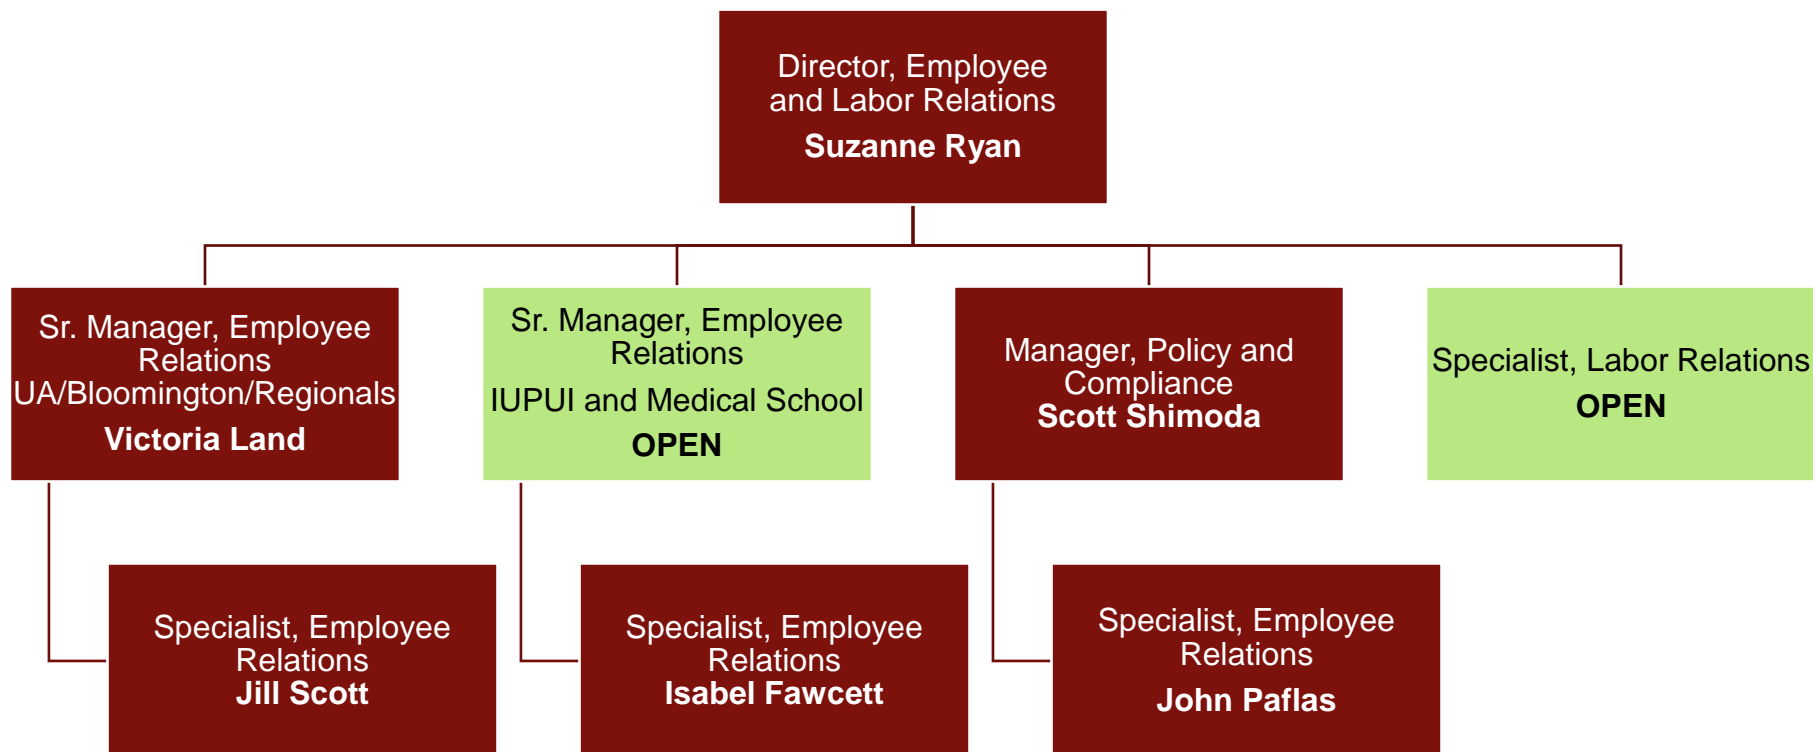 Director, Employee
and Labor Relations
Suzanne Ryan
Sr. Manager, Employee
Relations
UA/Bloomington/Regionals
Victoria Land
Sr. Manager, Employee
Relations
IUPUI and Medical School
OPEN
Manager, Policy and
Compliance
Scott Shimoda
Specialist, Labor Relations
OPEN
Specialist, Employee
Relations
Jill Scott
Specialist, Employee
Relations
Isabel Fawcett
Specialist, Employee
Relations
John Paflas